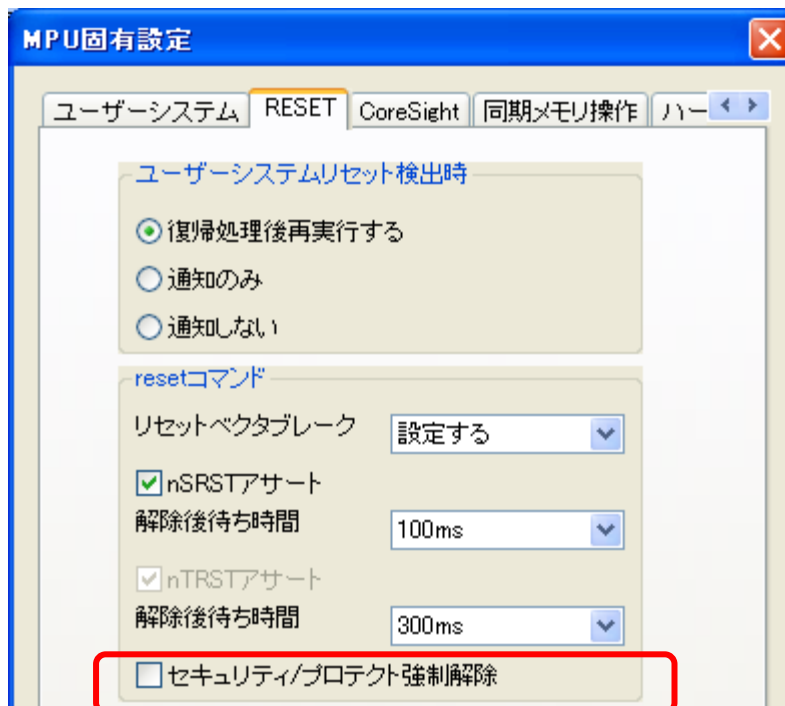 MPU固有設定
ユーザーシステム RESET CoreSight 同期メモリ操作 ハー
ユーザーシステムリセット検出時
復帰処理後再実行する
通知のみ
通知しない
resetコマンド
リセットベクタブレーク 設定する
nSRSTアサート
解除後待ち時間 100ms
nTRSTアサート
解除後待ち時間 300ms
セキュリティ/プロテクト強制解除